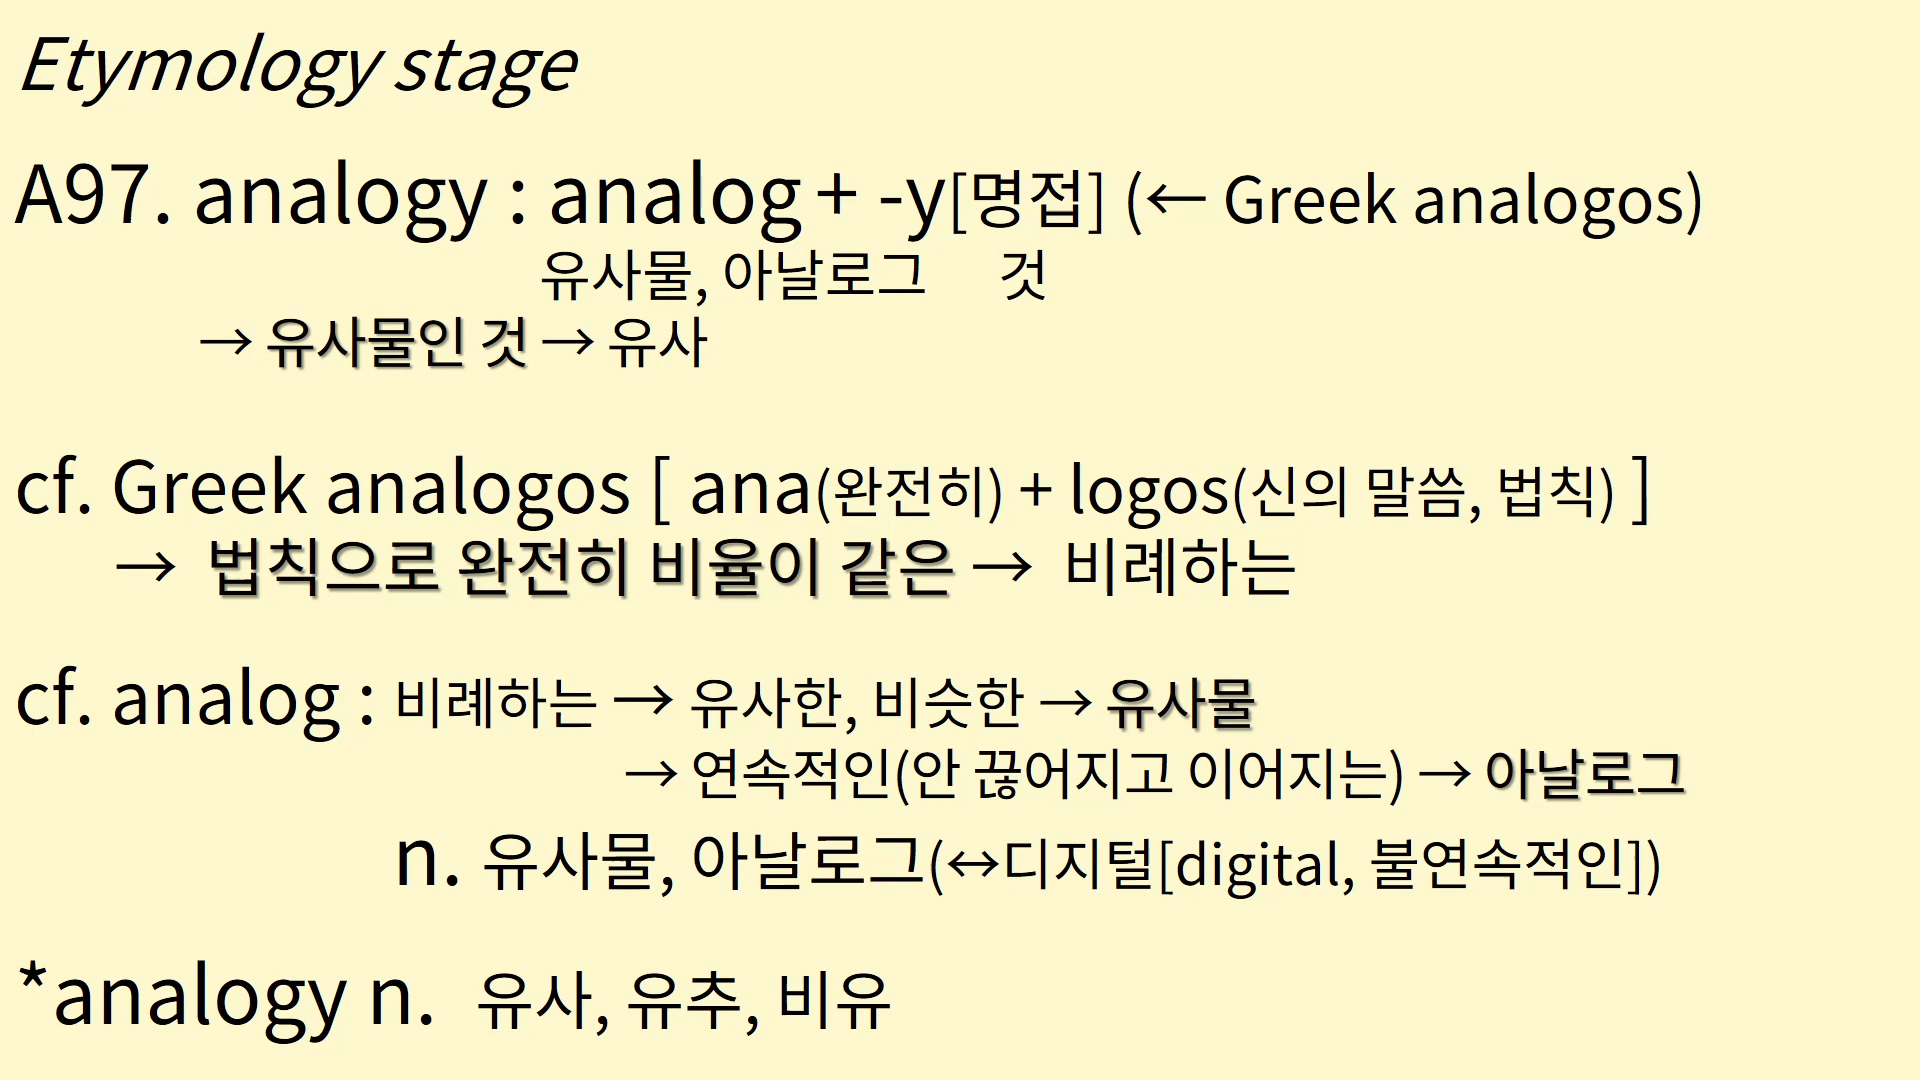 Etymology stage
A97. analogy : analog + -y[명접] (← Greek analogos)
유사물, 아날로그 것
→ 유사물인 것 → 유사
cf. Greek analogos [ ana(완전히) + logos(신의 말씀, 법칙) ]
→ 법칙으로 완전히 비율이 같은 → 비례하는
cf. analog : 비례하는 → 유사한, 비슷한 → 유사물
→ 연속적인(안 끊어지고 이어지는) → 아날로그
n. 유사물, 아날로그(↔디지털[digital, 불연속적인])
*analogy n. 유사, 유추, 비유